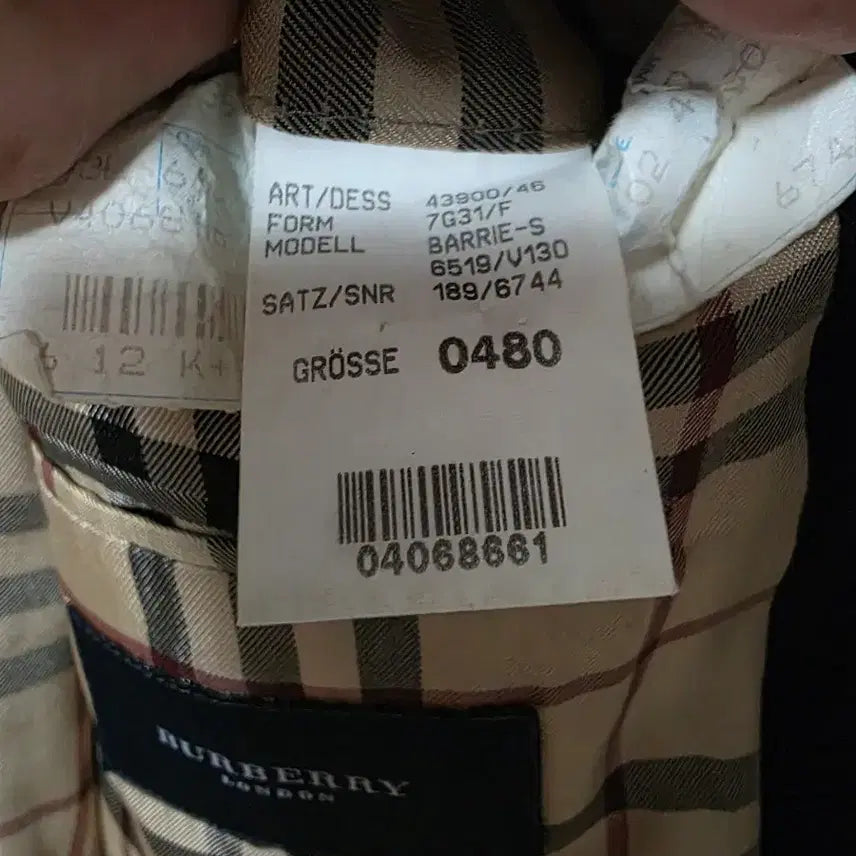 ART/DESS 43900/46
FORM 7G31/F
MODELL BARRIE-S
6519/V130
SATZ/SNR 189/6744
GRÖSSE 0480
04068661
12 K+
BURBERRY
LONDON